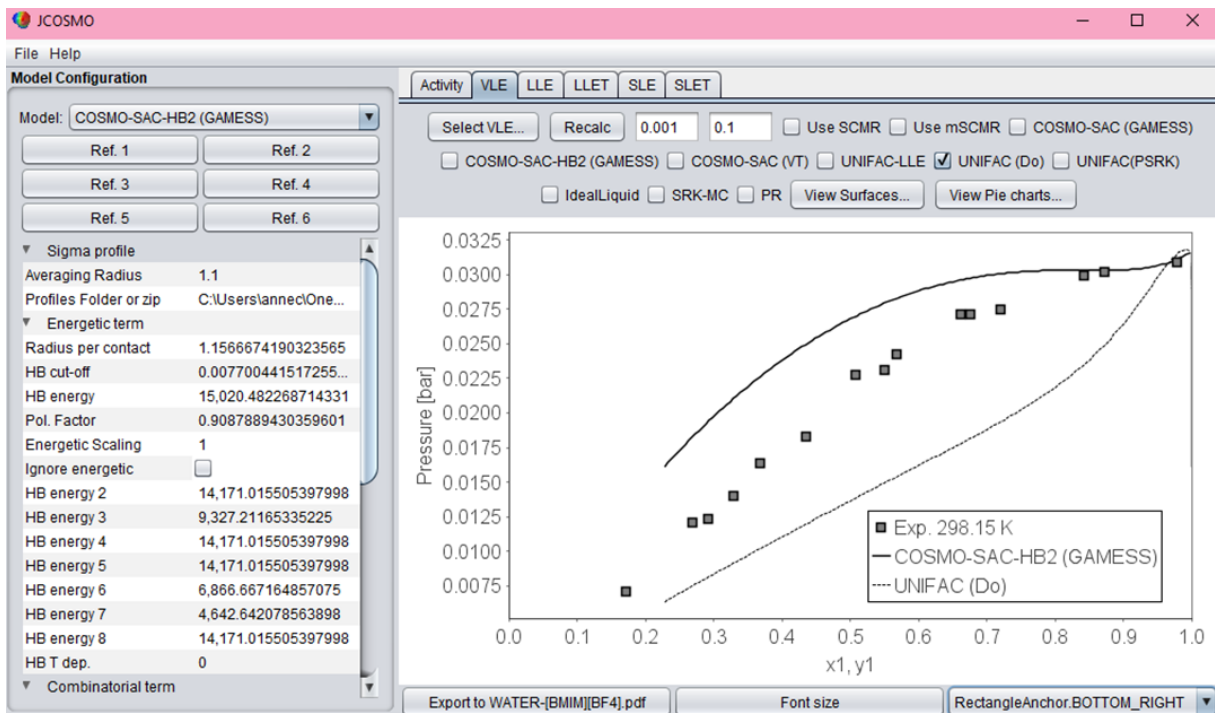 JCOSMO
File Help
Model Configuration
Model: COSMO-SAC-HB2 (GAMESS)
Ref. 1 Ref. 2
Ref. 3 Ref. 4
Ref. 5 Ref. 6
Sigma profile
Averaging Radius 1.1
Profiles Folder or zip C:\Users\annec\One...
Energetic term
Radius per contact 1.1566674190323565
HB cut-off 0.007700441517255...
HB energy 15,020.482268714331
Pol. Factor 0.9087889430359601
Energetic Scaling 1
Ignore energetic
HB energy 2 14,171.015505397998
HB energy 3 9,327.21165335225
HB energy 4 14,171.015505397998
HB energy 5 14,171.015505397998
HB energy 6 6,866.667164857075
HB energy 7 4,642.642078563898
HB energy 8 14,171.015505397998
HB T dep. 0
Combinatorial term
Activity VLE LLE LLET SLE SLET
Select VLE... Recalc 0.001 0.1 Use SCMR Use mSCMR COSMO-SAC (GAMESS)
COSMO-SAC-HB2 (GAMESS) COSMO-SAC (VT) UNIFAC-LLE UNIFAC (Do) UNIFAC(PSRK)
IdealLiquid SRK-MC PR View Surfaces... View Pie charts...
Pressure [bar]
0.0325
0.0300
0.0275
0.0250
0.0225
0.0200
0.0175
0.0150
0.0125
0.0100
0.0075
Exp. 298.15 K
COSMO-SAC-HB2 (GAMESS)
UNIFAC (Do)
0.0 0.1 0.2 0.3 0.4 0.5 0.6 0.7 0.8 0.9 1.0
x1, y1
Export to WATER-[BMIM][BF4].pdf Font size RectangleAnchor.BOTTOM_RIGHT